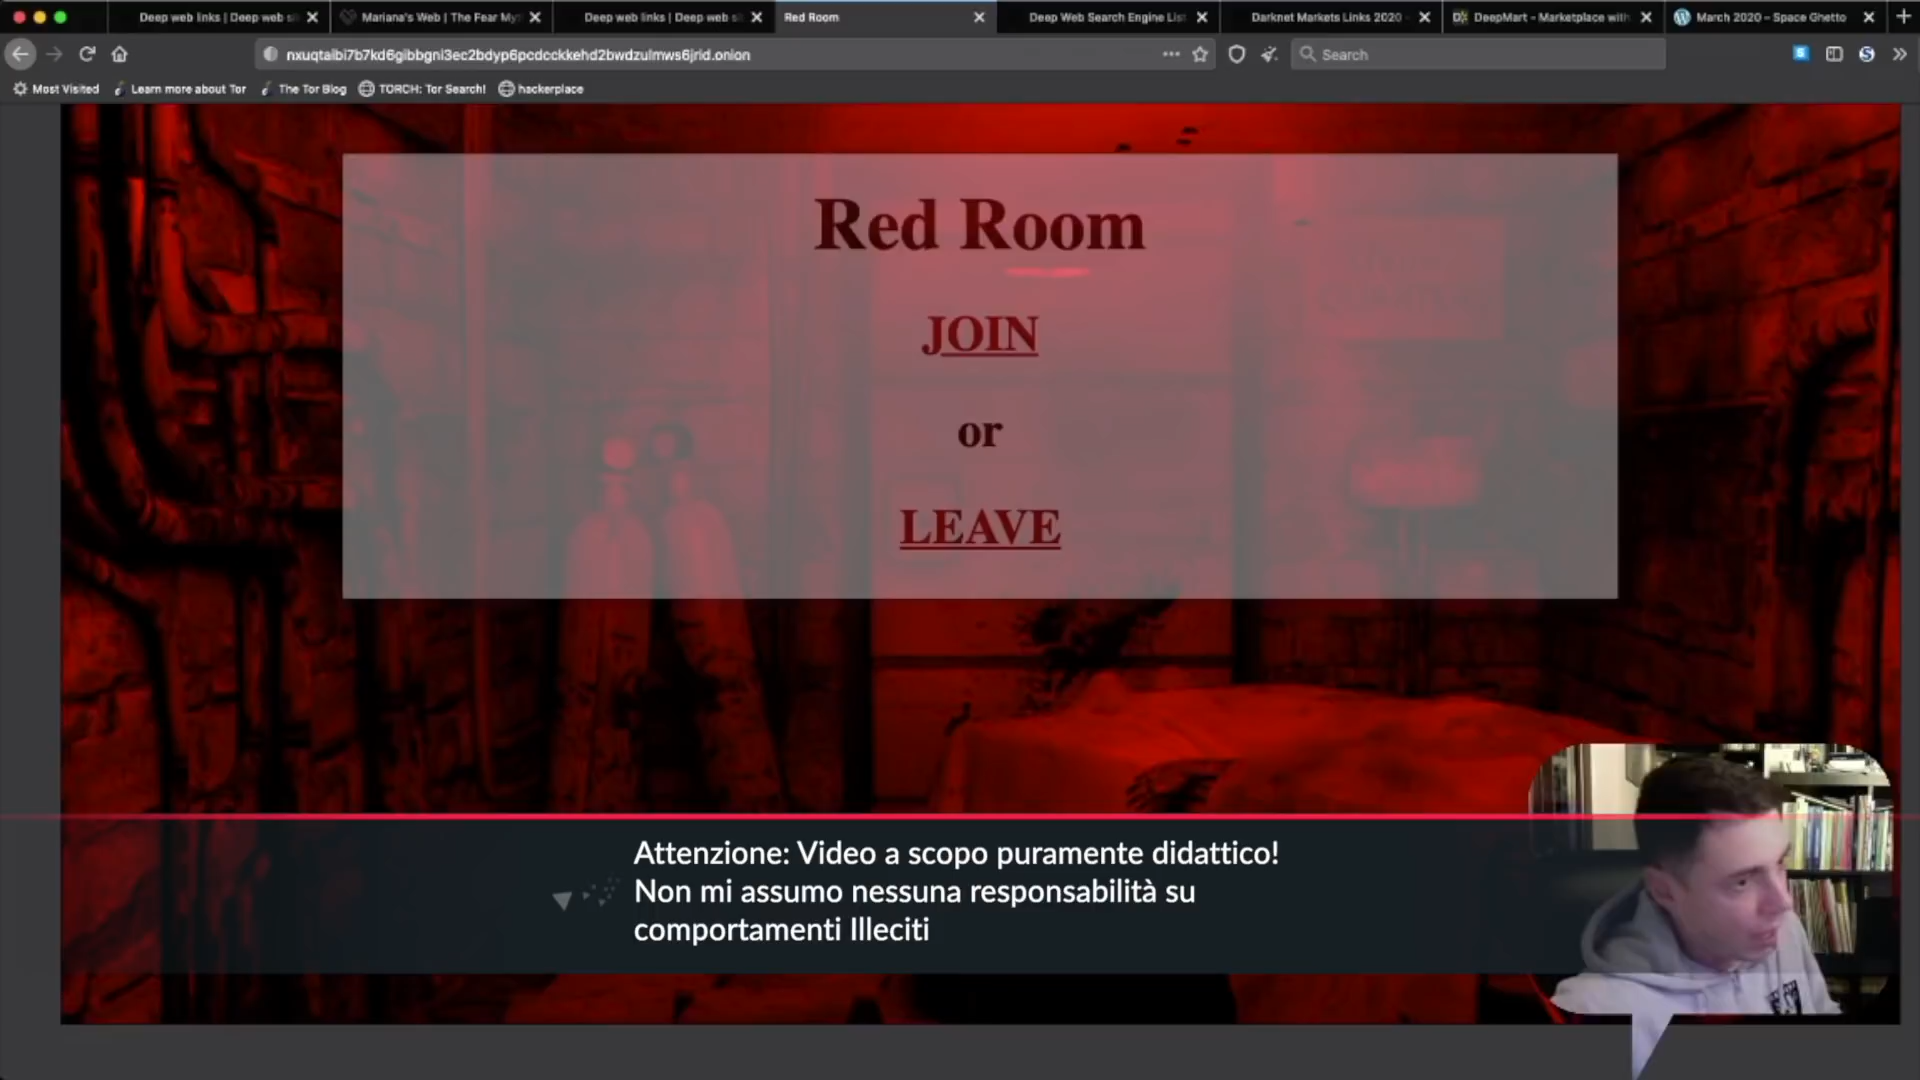 Deep web links | Deep web si
Mariana's Web | The Fear My
Deep web links | Deep web si
Red Room
Deep Web Search Engine List
Darknet Markets Links 2020
DeepMart - Marketplace with
March 2020 – Space Ghetto
Search
Most Visited
Learn more about Tor
The Tor Blog
TORCH: Tor Search!
hackerplace
Red Room
JOIN
or
LEAVE
Attenzione: Video a scopo puramente didattico!
Non mi assumo nessuna responsabilità su
comportamenti Illeciti